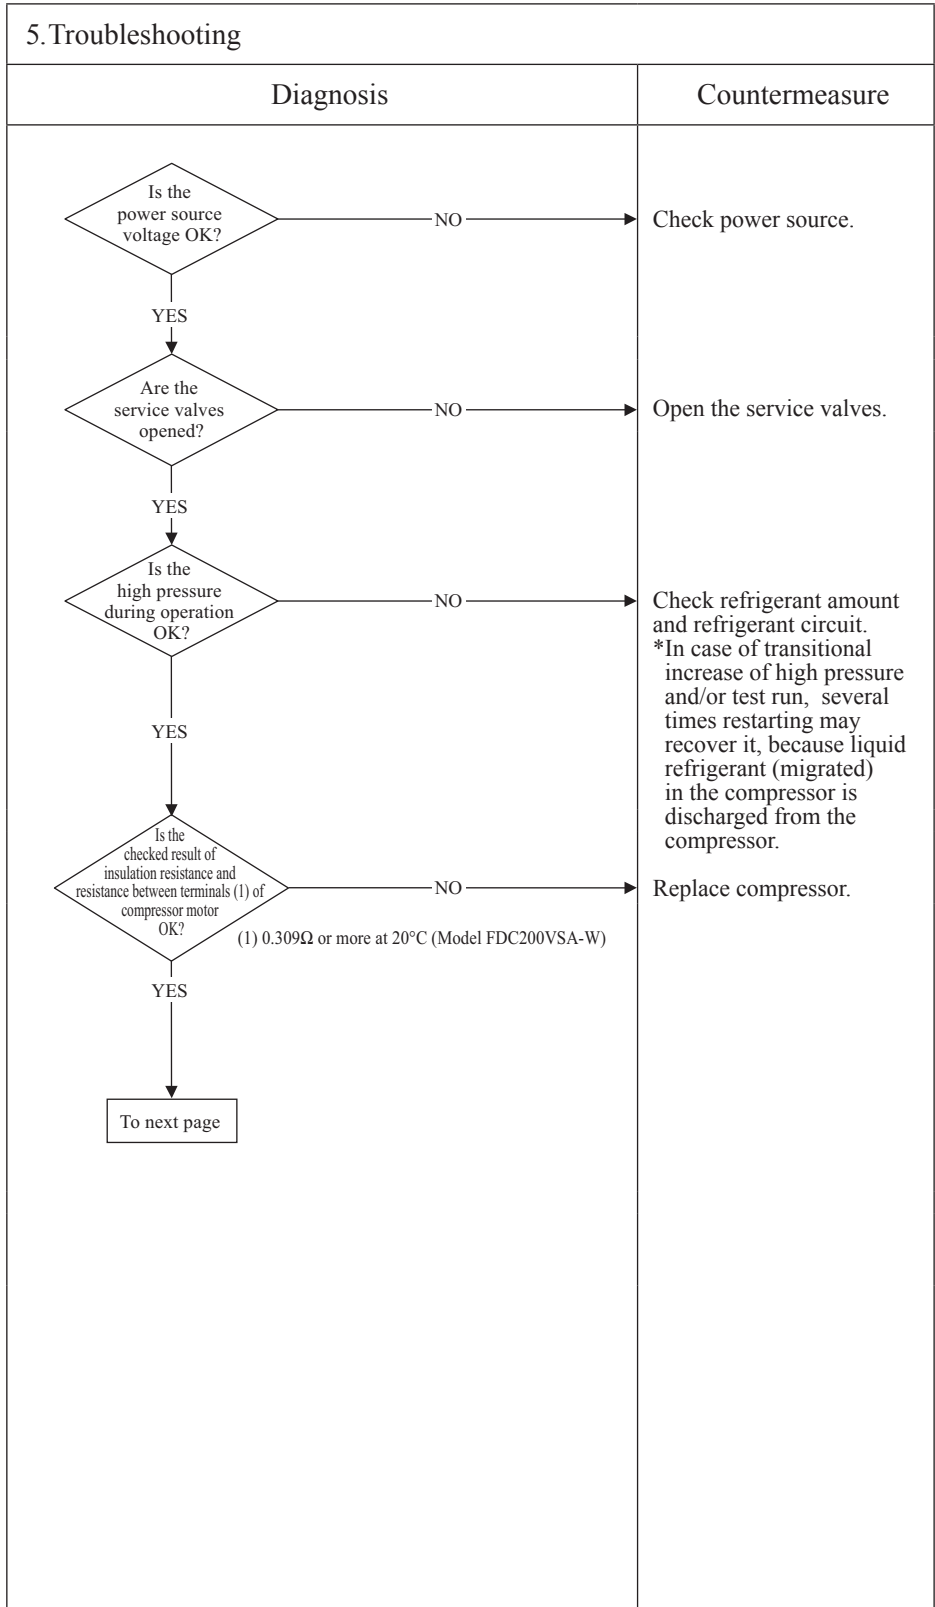 5.Troubleshooting
Diagnosis
Countermeasure
Is the
power source
voltage OK?
NO
Check power source.
YES
Are the
service valves
opened?
NO
Open the service valves.
YES
Is the
high pressure
during operation
OK?
NO
Check refrigerant amount
and refrigerant circuit.
*In case of transitional
increase of high pressure
and/or test run, several
times restarting may
recover it, because liquid
refrigerant (migrated)
in the compressor is
discharged from the
compressor.
YES
Is the
checked result of
insulation resistance and
resistance between terminals (1) of
compressor motor
OK?
NO
Replace compressor.
(1) 0.309Ω or more at 20°C (Model FDC200VSA-W)
YES
To next page